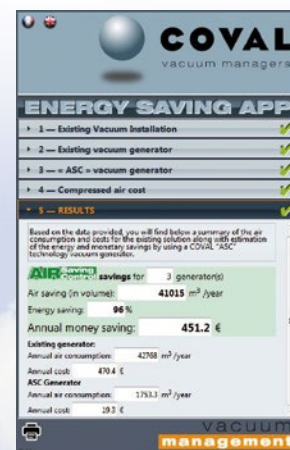 COVAL
vacuum managers
ENERGY SAVING APP
1 — Existing Vacuum Installation
2 — Existing vacuum generator
3 — « ASC » vacuum generator
4 — Compressed air cost
5 — RESULTS
Based on the data provided, you will find below a summary of the air
consumption and costs for the existing solution along with estimation
of the energy and monetary savings by using a COVAL "ASC"
technology vacuum generator.
AIR Saving Control savings for 3 generator(s)
Air saving (in volume): 41015 m³ /year
Energy saving: 96 %
Annual money saving: 451.2 €
Existing generator:
Annual air consumption: 42768 m³ /year
Annual cost: 470.4 €
ASC Generator
Annual air consumption: 1753.3 m³ /year
Annual cost: 19.3 €
vacuum
management